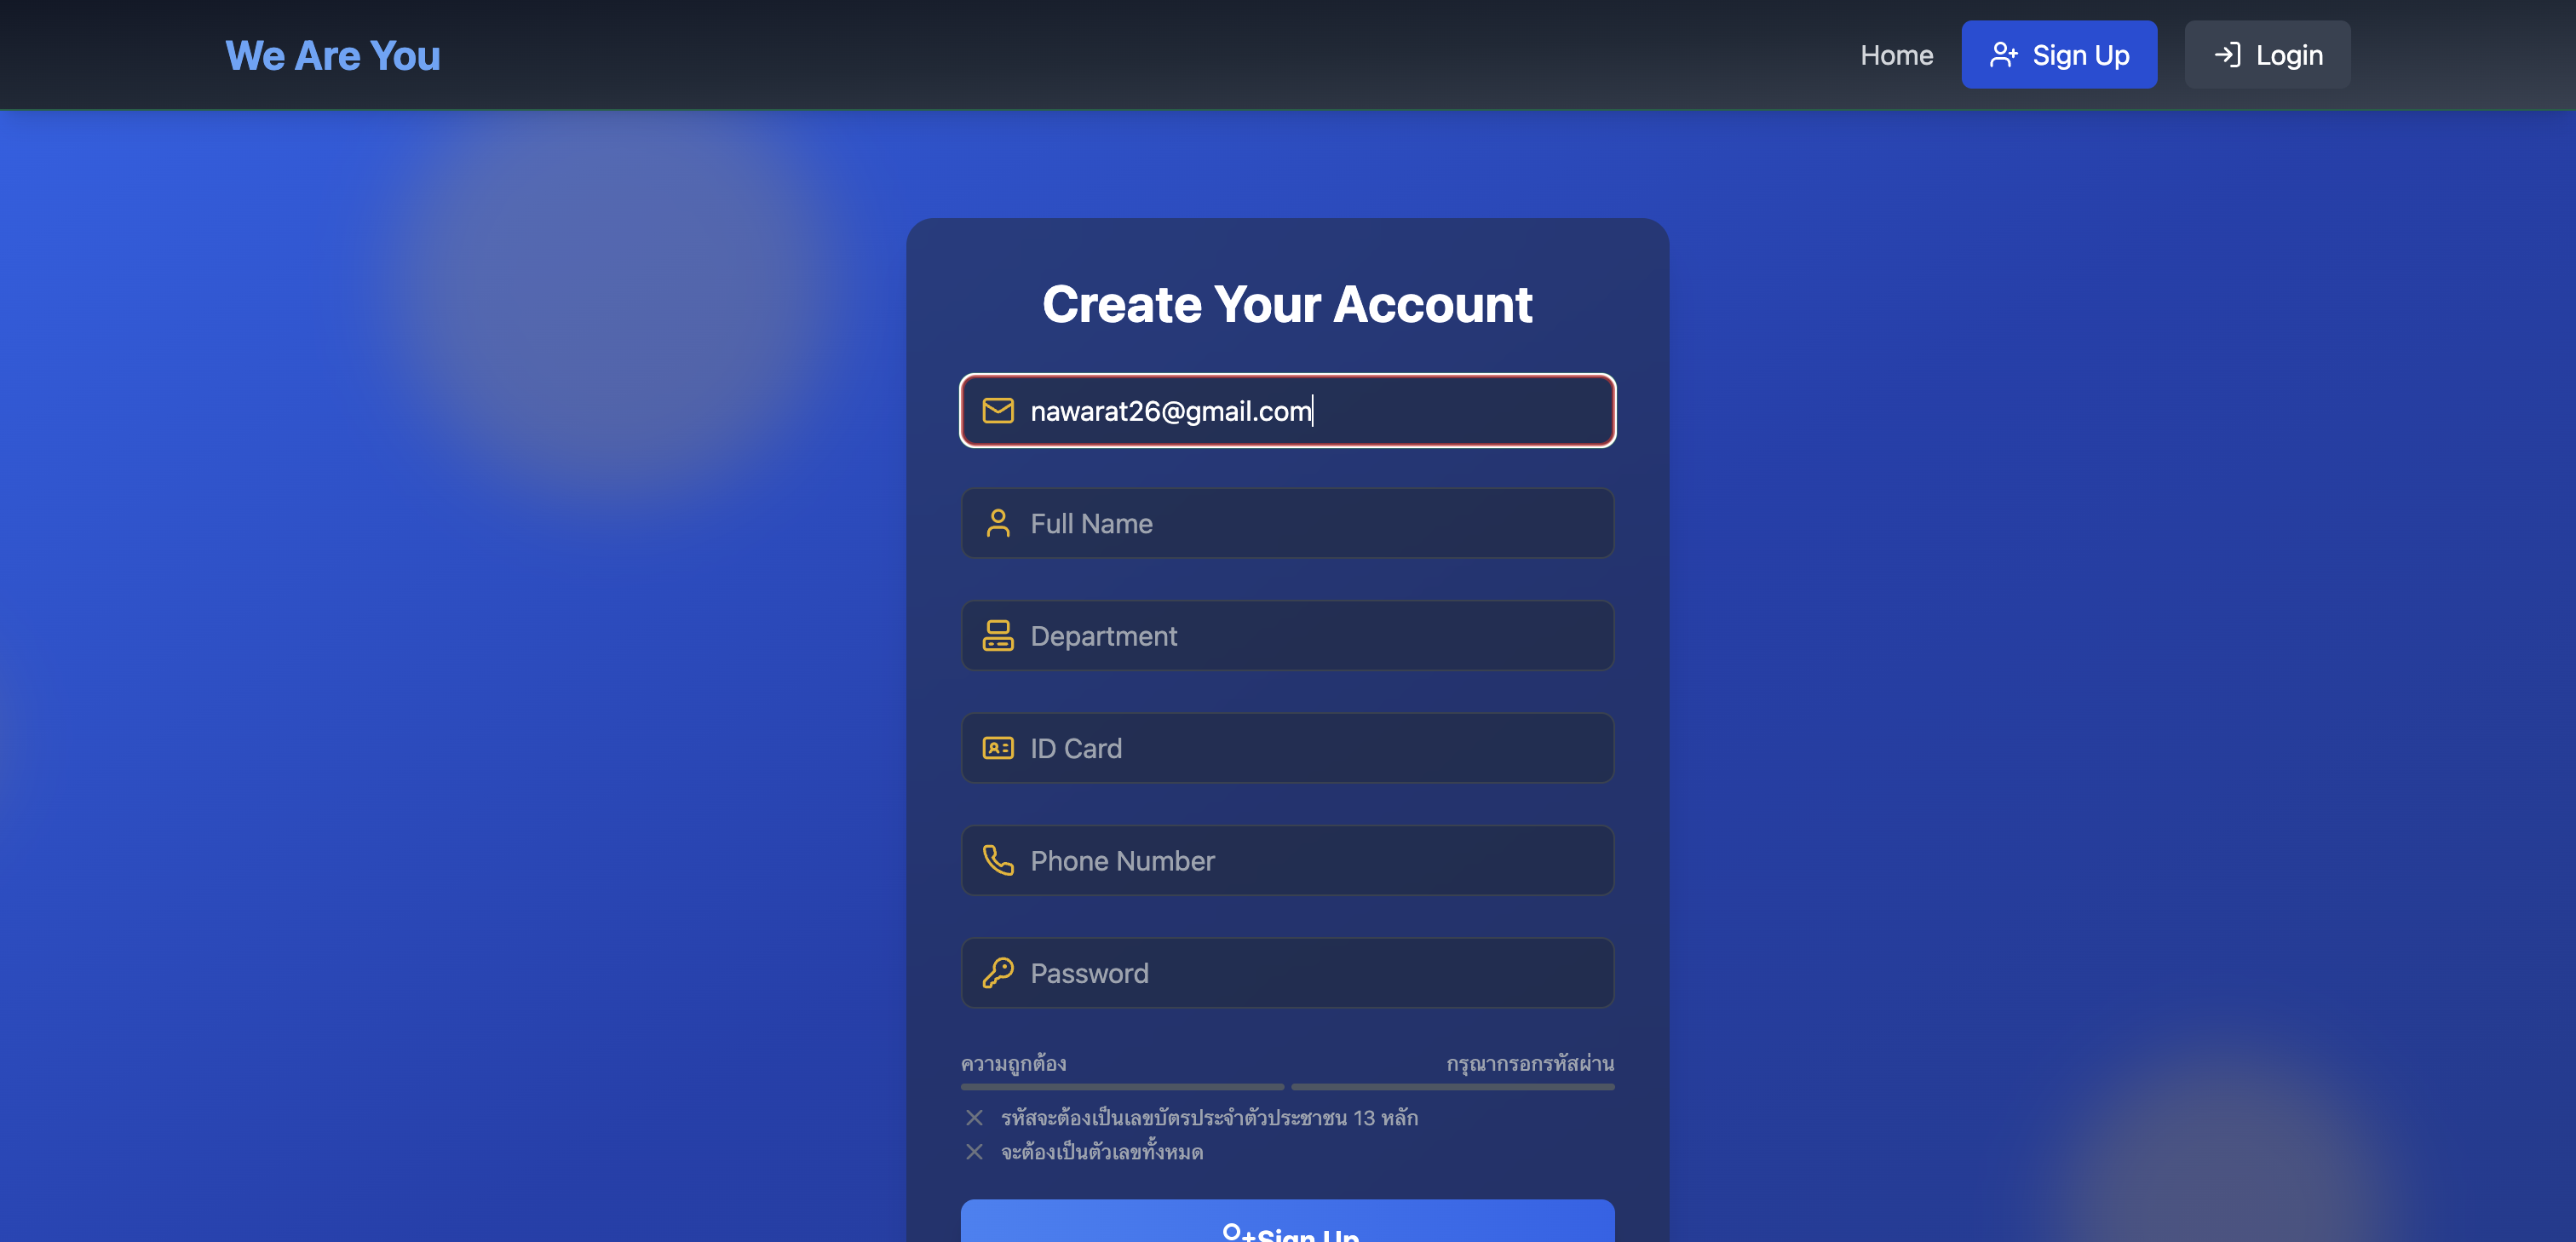 We Are You
Home
Sign Up
Login
Create Your Account
nawarat26@gmail.com
Full Name
Department
ID Card
Phone Number
Password
ความถูกต้อง
กรุณากรอกรหัสผ่าน
รหัสจะต้องเป็นเลขบัตรประจำตัวประชาชน 13 หลัก
จะต้องเป็นตัวเลขทั้งหมด
Sign Up